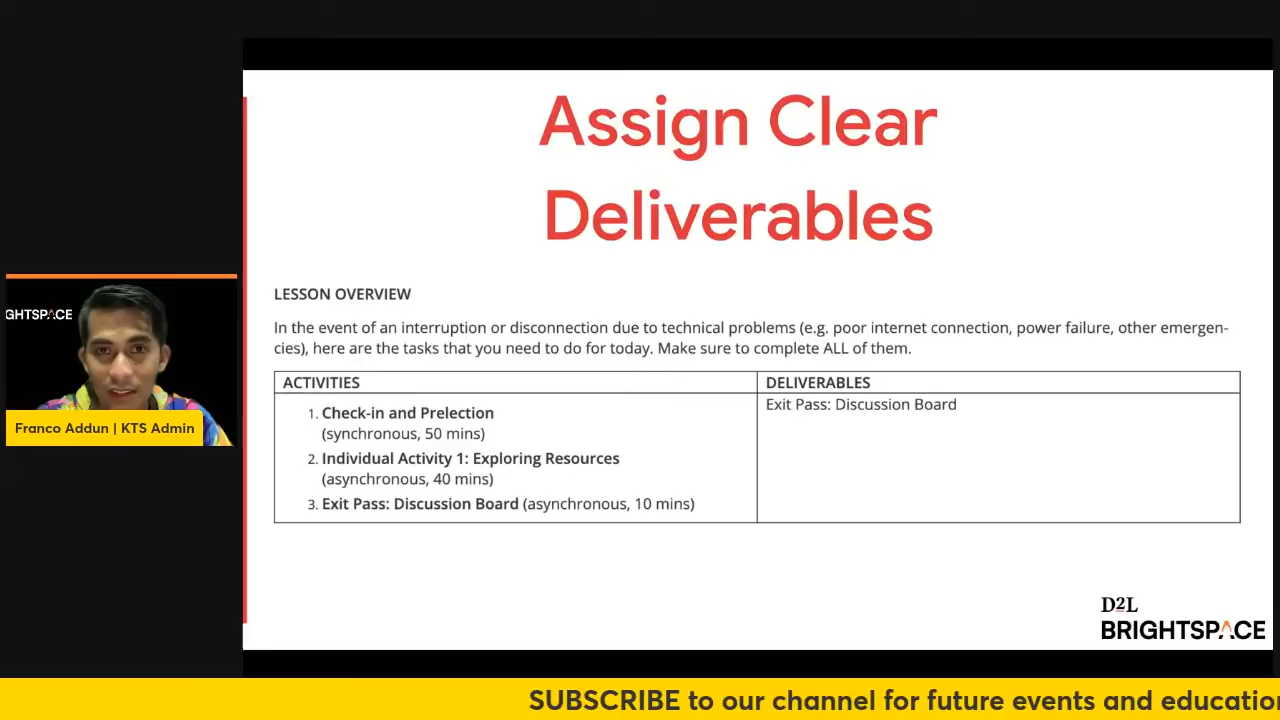 Assign Clear
Deliverables
LESSON OVERVIEW
In the event of an interruption or disconnection due to technical problems (e.g. poor internet connection, power failure, other emergen-
cies), here are the tasks that you need to do for today. Make sure to complete ALL of them.
ACTIVITIES
DELIVERABLES
1. Check-in and Prelection
(synchronous, 50 mins)
2. Individual Activity 1: Exploring Resources
(asynchronous, 40 mins)
3. Exit Pass: Discussion Board (asynchronous, 10 mins)
Exit Pass: Discussion Board
GHTSPACE
Franco Addun | KTS Admin
D2L
BRIGHTSPACE
SUBSCRIBE to our channel for future events and educatio